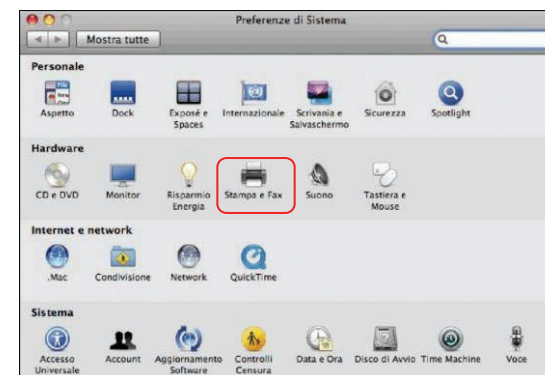 Preferenze di Sistema
Mostra tutte
Personale
Aspetto Dock Exposé e Spaces Internazionale Scrivania e Salvaschermo Sicurezza Spotlight
Hardware
CD e DVD Monitor Risparmio Energia Stampa e Fax Suono Tastiera e Mouse
Internet e network
.Mac Condivisione Network QuickTime
Sistema
Accesso Universale Account Aggiornamento Software Controlli Censura Data e Ora Disco di Avvio Time Machine Voce